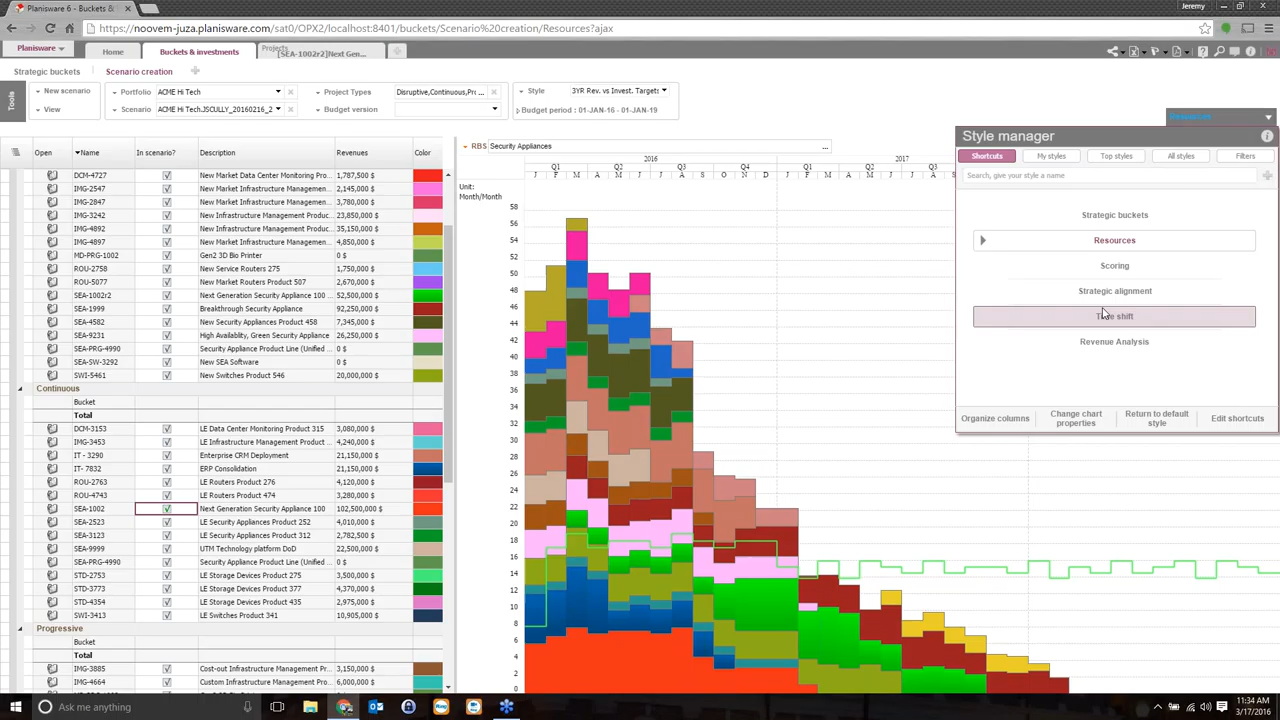 Planisware 6 - Buckets &
Jeremy
https://noovem-juza.planisware.com/sat0/OPX2/localhost:8401/buckets/Scenario%20creation/Resources?ajax
Planisware
Home
Buckets & investments
Projects
[SEA-1002r2]Next Gen...
Strategic buckets
Scenario creation
Tools
New scenario
Portfolio
ACME Hi Tech
Project Types
Disruptive,Continuous,Pr...
Style
3YR Rev. vs Invest. Targets
View
Scenario
ACME Hi Tech.JSCULLY_20160216_2
Budget version
Budget period : 01-JAN-16 - 01-JAN-19
Open
Name
In scenario?
Description
Revenues
Color
DCM-4727 New Market Data Center Monitoring Pro... 1,787,500 $
IMG-2547 New Market Infrastructure Managemen... 2,145,000 $
IMG-2847 New Market Infrastructure Managemen... 3,780,000 $
IMG-3242 New Infrastructure Management Produc... 23,850,000 $
IMG-4892 New Infrastructure Management Produc... 35,150,000 $
IMG-4897 New Market Infrastructure Managemen... 4,850,000 $
MD-PRG-1002 Gen2 3D Bio Printer 0 $
ROU-2758 New Service Routers 275 1,750,000 $
ROU-5077 New Market Routers Product 507 2,670,000 $
SEA-1002r2 Next Generation Security Appliance 100 ... 52,500,000 $
SEA-1999 Breakthrough Security Appliance 92,250,000 $
SEA-4582 New Security Appliances Product 458 7,345,000 $
SEA-9231 High Availablity, Green Security Appliance 26,250,000 $
SEA-PRG-4990 Security Appliance Product Line (Unified ... 0 $
SEA-SW-3292 New SEA Software 0 $
SWI-5461 New Switches Product 546 20,000,000 $
Continuous
Bucket
Total
DCM-3153 LE Data Center Monitoring Product 315 3,080,000 $
IMG-3453 LE Infrastructure Management Product ... 4,240,000 $
IT - 3290 Enterprise CRM Deployment 21,150,000 $
IT- 7832 ERP Consolidation 21,150,000 $
ROU-2763 LE Routers Product 276 4,120,000 $
ROU-4743 LE Routers Product 474 3,280,000 $
SEA-1002 Next Generation Security Appliance 100 102,500,000 $
SEA-2523 LE Security Appliances Product 252 4,010,000 $
SEA-3123 LE Security Appliances Product 312 2,782,500 $
SEA-9999 UTM Technology platform DoD 22,500,000 $
SEA-PRG-4990 Security Appliance Product Line (Unified ... 0 $
STD-2753 LE Storage Devices Product 275 3,500,000 $
STD-3773 LE Storage Devices Product 377 4,370,000 $
STD-4354 LE Storage Devices Product 435 2,975,000 $
SWI-3413 LE Switches Product 341 10,905,000 $
Progressive
Bucket
Total
IMG-3885 Cost-out Infrastructure Management Pr... 3,150,000 $
IMG-4664 Custom Infrastructure Management Pro... 6,000,000 $
RBS Security Appliances ...
2016
2017
Q1
Q2
Q3
Q4
Q1
Q2
Q3
J F M A M J J A S O N D J F M A M J J A S
Unit:
Month/Month
58
56
54
52
50
48
46
44
42
40
38
36
34
32
30
28
26
24
22
20
18
16
14
12
10
8
6
4
2
0
Style manager
Shortcuts
My styles
Top styles
All styles
Filters
Search, give your style a name
Strategic buckets
Resources
Scoring
Strategic alignment
shift
Revenue Analysis
Organize columns
Change chart
properties
Return to default
style
Edit shortcuts
Ask me anything
11:34 AM
3/17/2016